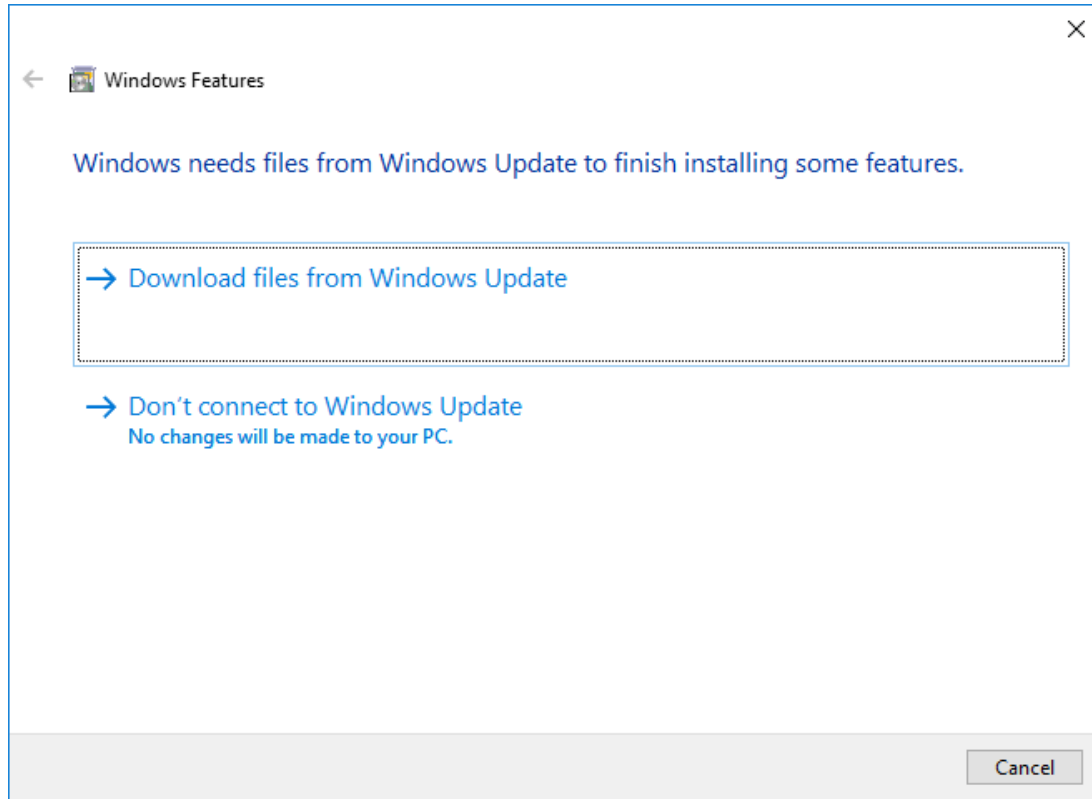 Windows Features
Windows needs files from Windows Update to finish installing some features.
Download files from Windows Update
Don't connect to Windows Update
No changes will be made to your PC.
Cancel